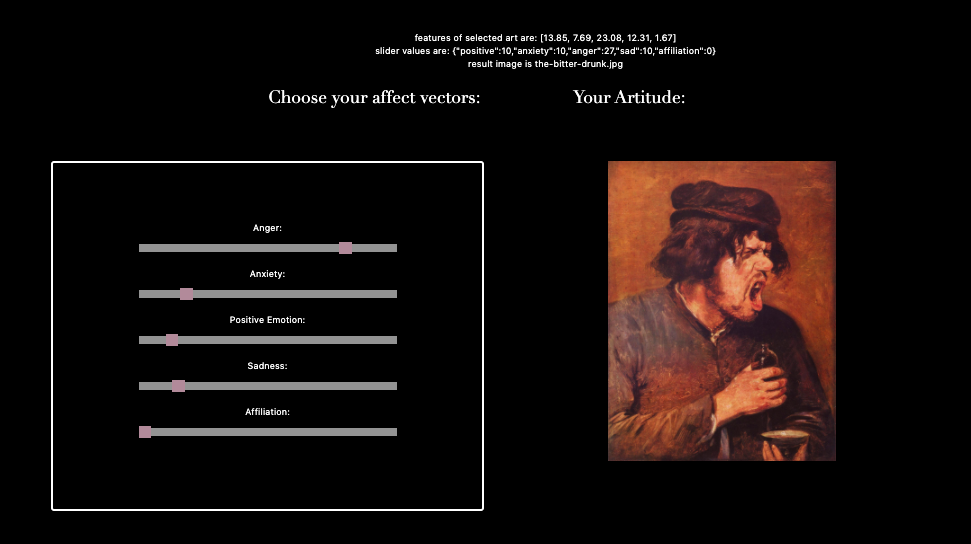 features of selected art are: [13.85, 7.69, 23.08, 12.31, 1.67]
slider values are: {"positive":10,"anxiety":10,"anger":27,"sad":10,"affiliation":0}
result image is the-bitter-drunk.jpg
Choose your affect vectors:
Your Artitude:
Anger:
Anxiety:
Positive Emotion:
Sadness:
Affiliation: